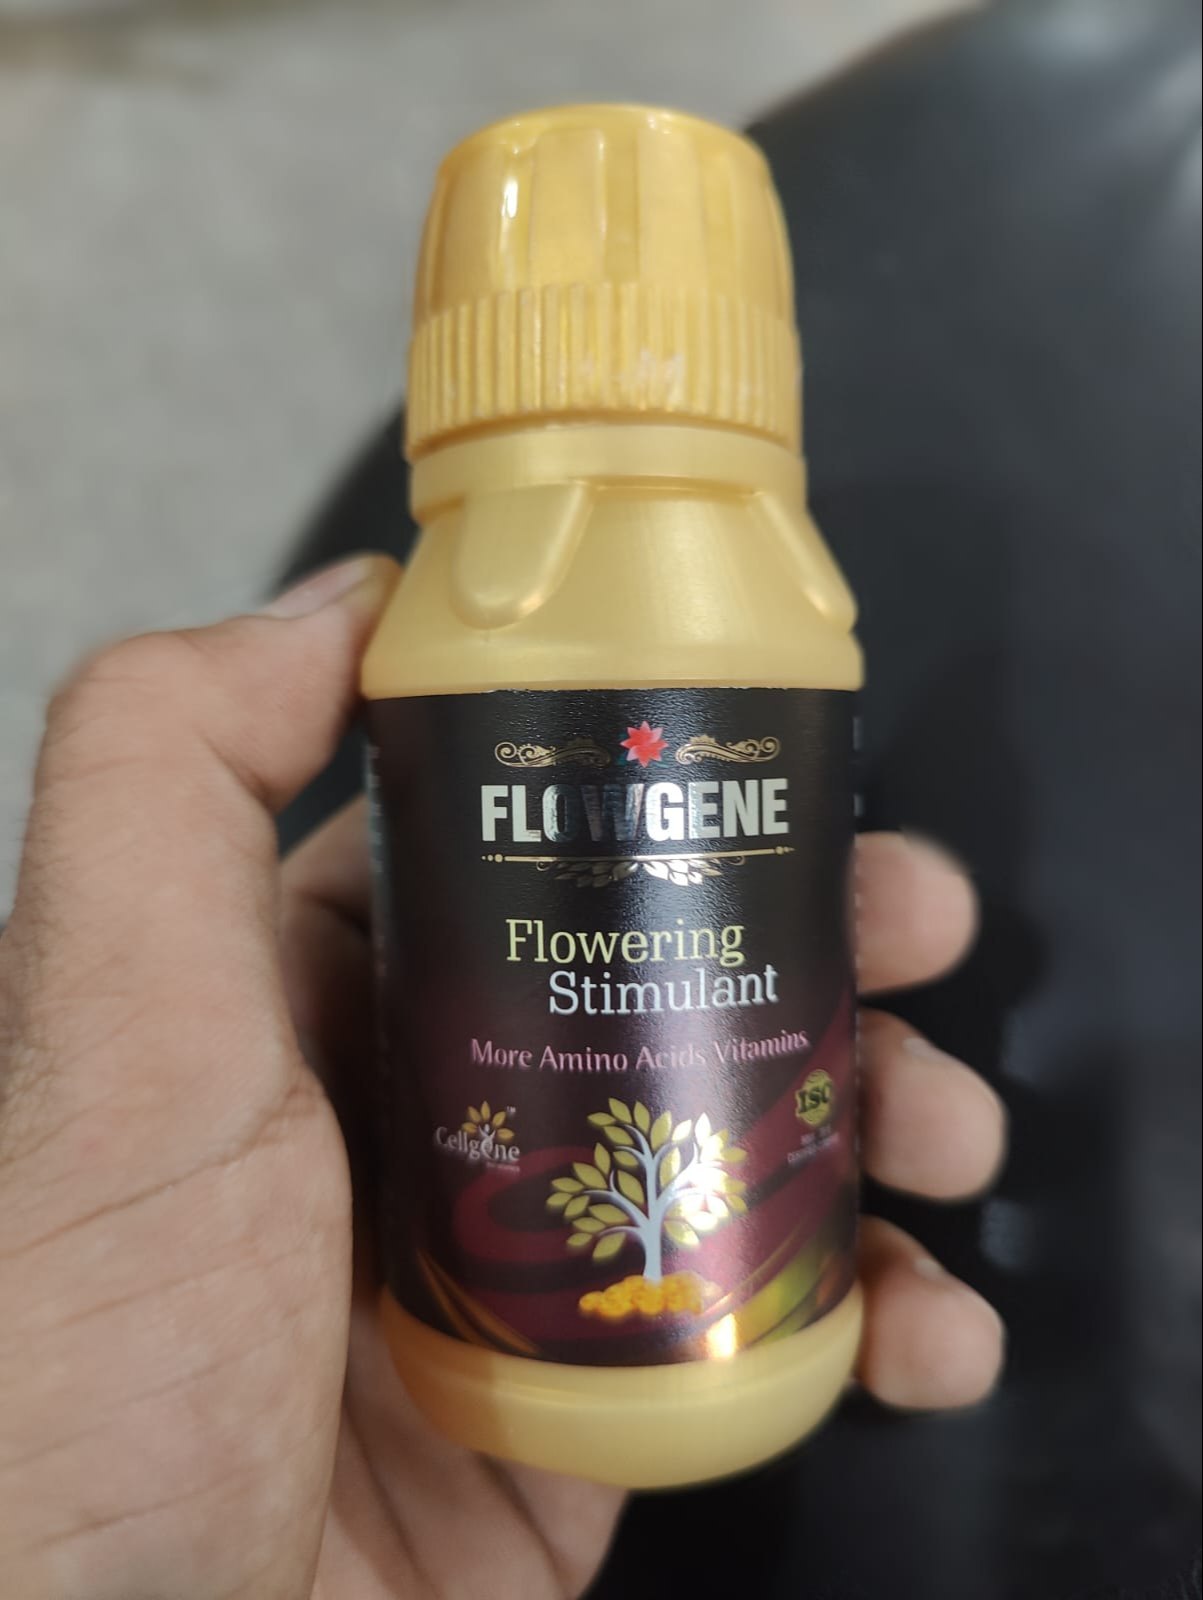 FLOWGENE
Flowering
Stimulant
More Amino Acids Vitamins
Cellgene
ISO